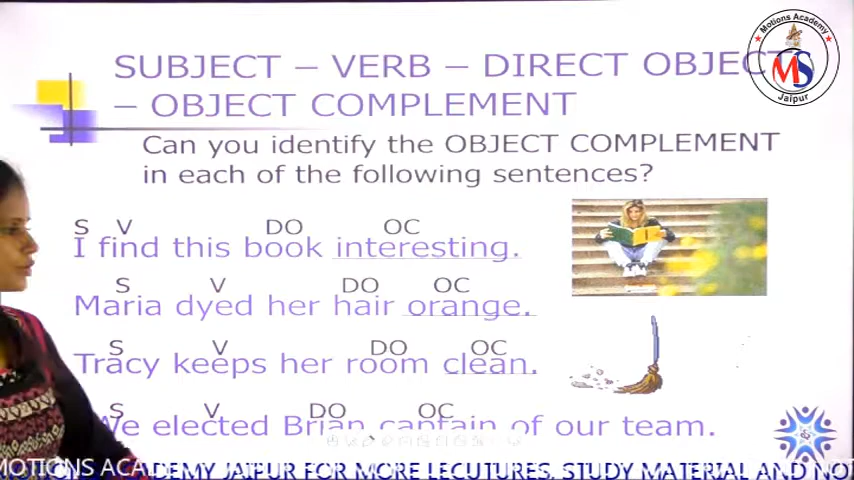 Motions Academy
MS
Jaipur
SUBJECT – VERB – DIRECT OBJECT
– OBJECT COMPLEMENT
Can you identify the OBJECT COMPLEMENT
in each of the following sentences?
S V DO OC
I find this book interesting.
S V DO OC
Maria dyed her hair orange.
S V DO OC
Tracy keeps her room clean.
S V DO OC
We elected Brian captain of our team.
MOTIONS ACADEMY JAIPUR FOR MORE LECUTURES, STUDY MATERIAL AND